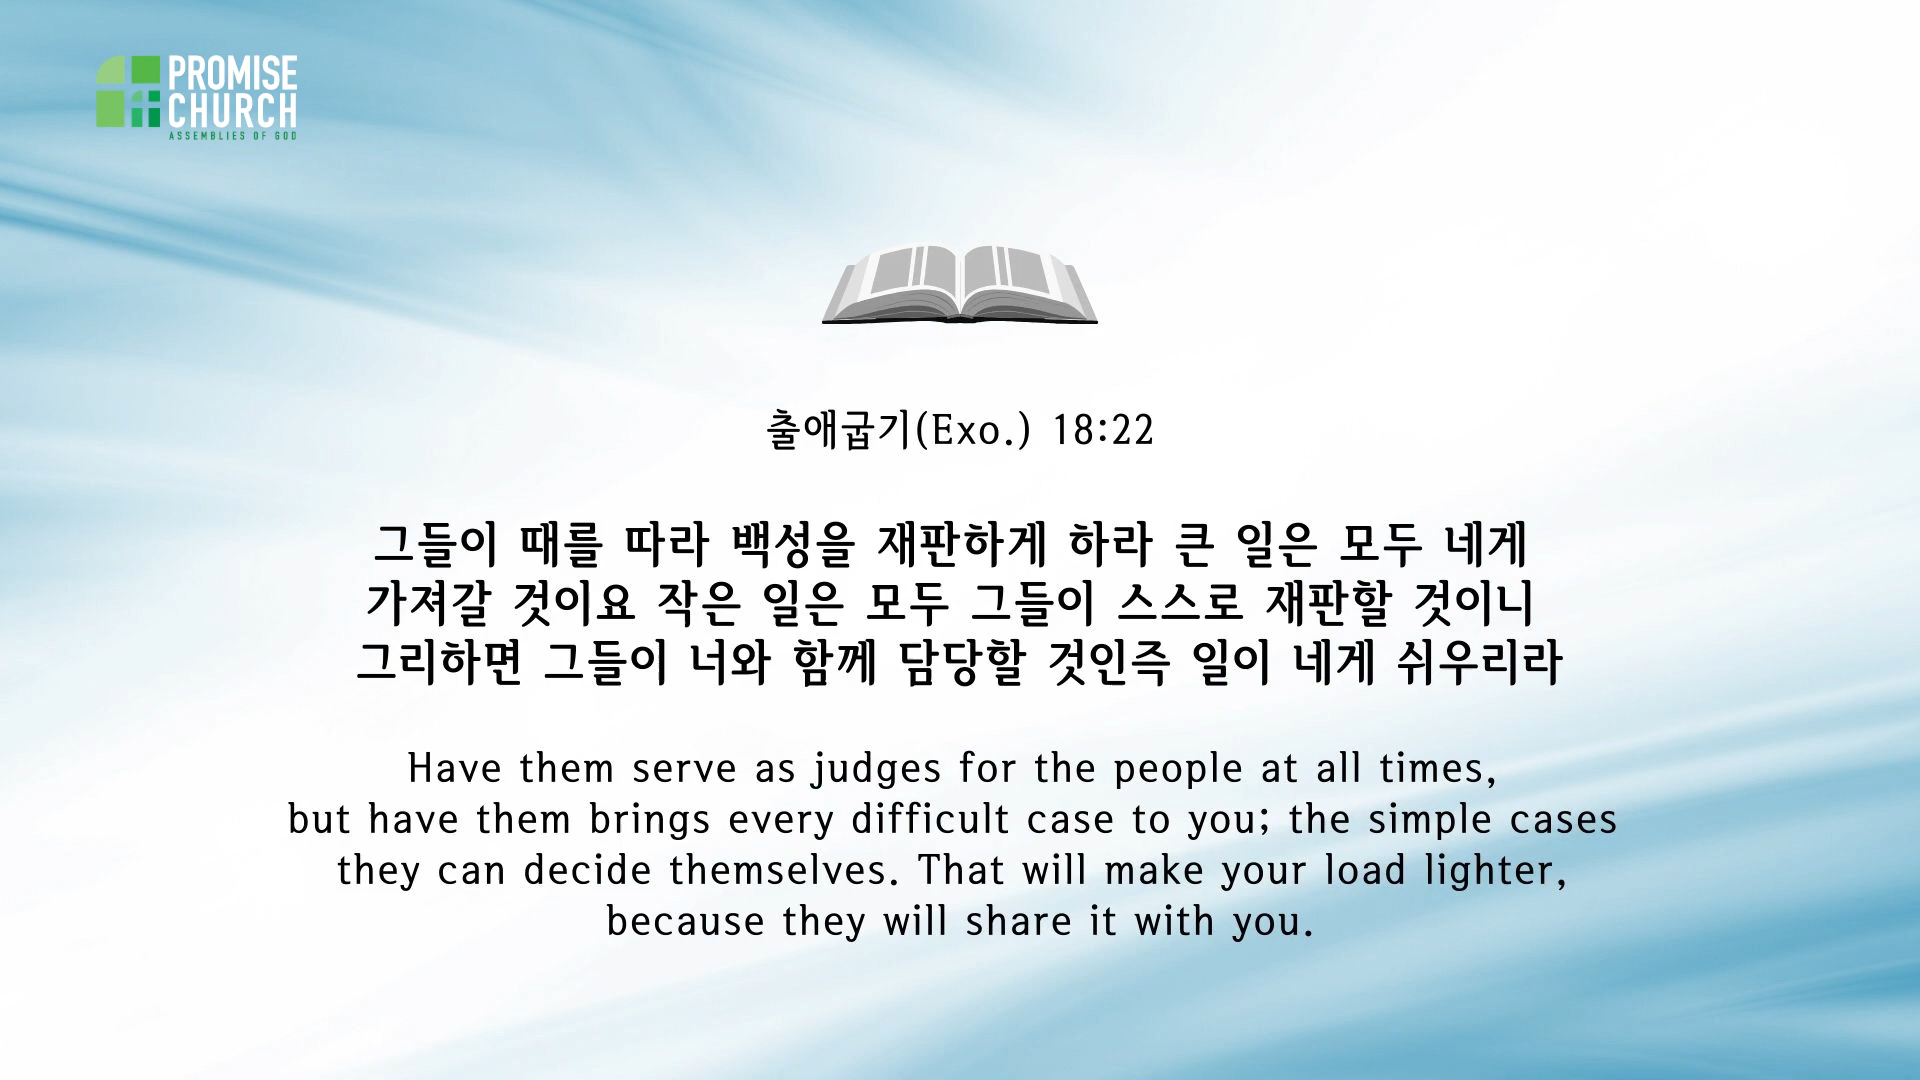 PROMISE
CHURCH
ASSEMBLIES OF GOD
출애굽기(Exo.) 18:22
그들이 때를 따라 백성을 재판하게 하라 큰 일은 모두 네게
가져갈 것이요 작은 일은 모두 그들이 스스로 재판할 것이니
그리하면 그들이 너와 함께 담당할 것인즉 일이 네게 쉬우리라
Have them serve as judges for the people at all times,
but have them brings every difficult case to you; the simple cases
they can decide themselves. That will make your load lighter,
because they will share it with you.